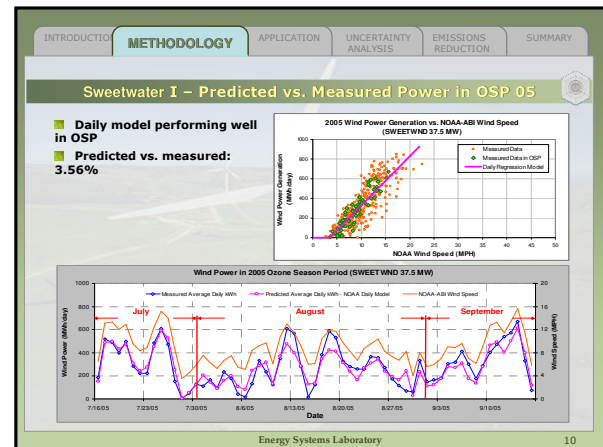 INTRODUCTION
METHODOLOGY
APPLICATION
UNCERTAINTY
ANALYSIS
EMISSIONS
REDUCTION
SUMMARY
Sweetwater I – Predicted vs. Measured Power in OSP 05
Daily model performing well
in OSP
Predicted vs. measured:
3.56%
2005 Wind Power Generation vs. NOAA-ABI Wind Speed
(SWEETWND 37.5 MW)
Wind Power Generation
(MWh/day)
1000
800
600
400
200
0
Measured Data
Measured Data in OSP
Daily Regression Model
0 5 10 15 20 25 30 35 40 45 50
NOAA Wind Speed (MPH)
Wind Power in 2005 Ozone Season Period (SWEETWND 37.5 MW)
Measured Average Daily kWh
Predicted Average Daily kWh - NOAA Daily Model
NOAA-ABI Wind Speed
July
August
September
Wind Power (MWh/day)
1000
800
600
400
200
0
20
16
12
8
4
0
Wind Speed (MPH)
7/16/05 7/23/05 7/30/05 8/6/05 8/13/05 8/20/05 8/27/05 9/3/05 9/10/05
Date
Energy Systems Laboratory
10